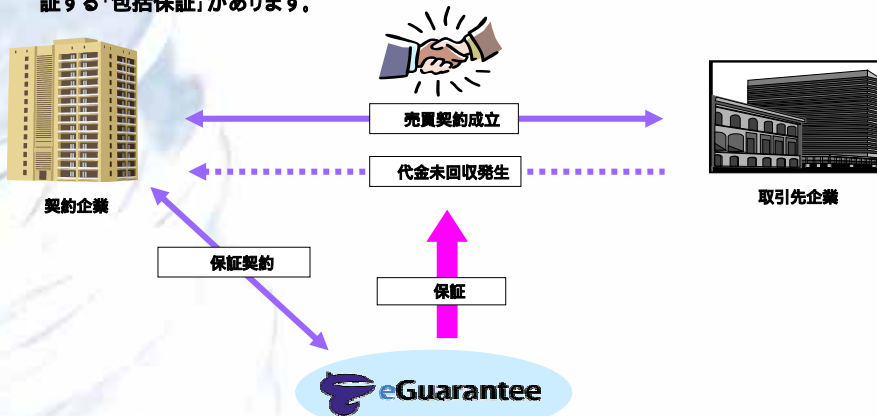 証する「包括保証」があります。
売買契約成立
代金未回収発生
契約企業
取引先企業
保証契約
保証
eGuarantee